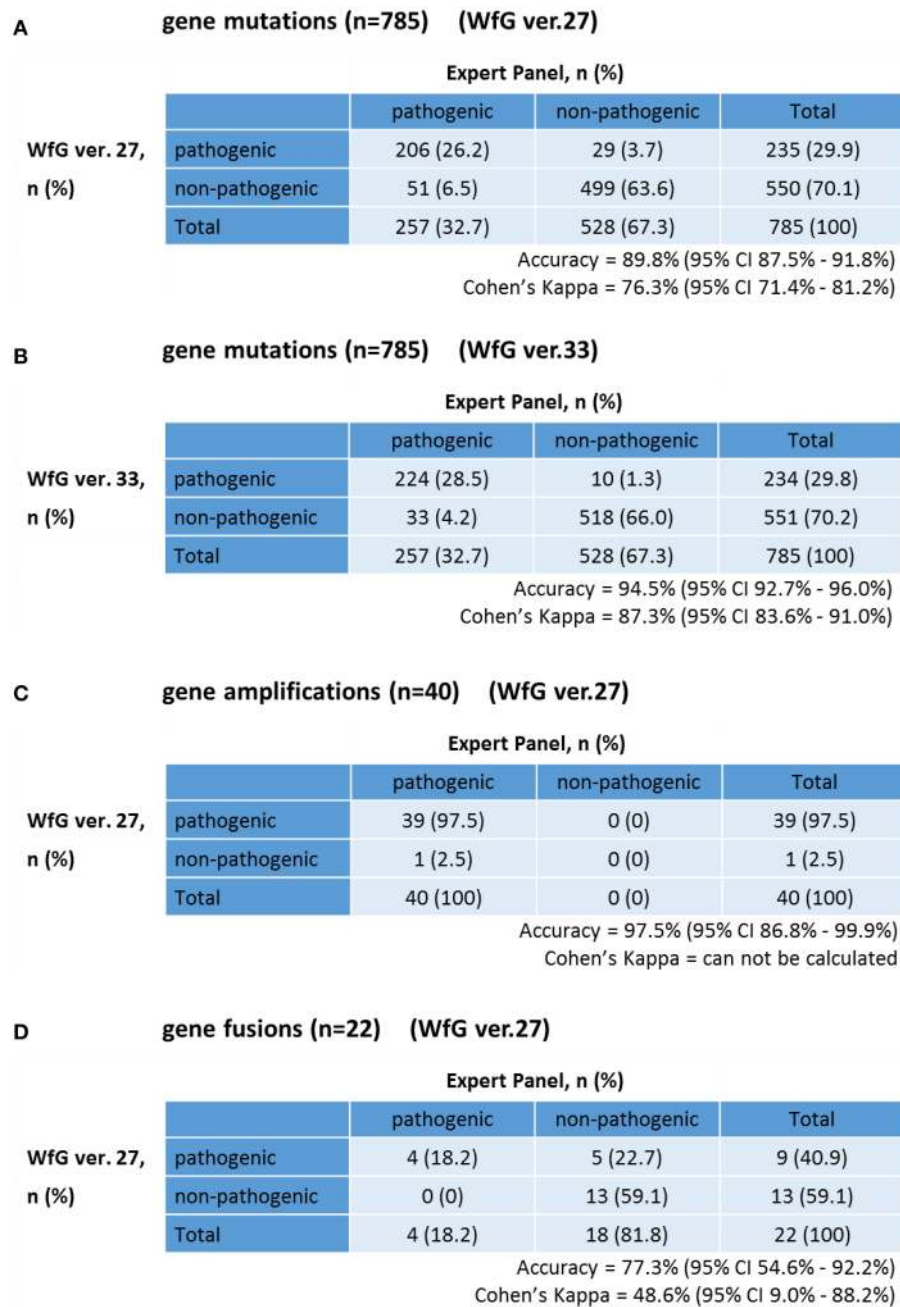 A gene mutations (n=785) (WfG ver.27)
Expert Panel, n (%)
pathogenic non-pathogenic Total
WfG ver. 27, pathogenic 206 (26.2) 29 (3.7) 235 (29.9)
n (%) non-pathogenic 51 (6.5) 499 (63.6) 550 (70.1)
Total 257 (32.7) 528 (67.3) 785 (100)
Accuracy = 89.8% (95% CI 87.5% - 91.8%)
Cohen's Kappa = 76.3% (95% CI 71.4% - 81.2%)
B gene mutations (n=785) (WfG ver.33)
Expert Panel, n (%)
pathogenic non-pathogenic Total
WfG ver. 33, pathogenic 224 (28.5) 10 (1.3) 234 (29.8)
n (%) non-pathogenic 33 (4.2) 518 (66.0) 551 (70.2)
Total 257 (32.7) 528 (67.3) 785 (100)
Accuracy = 94.5% (95% CI 92.7% - 96.0%)
Cohen's Kappa = 87.3% (95% CI 83.6% - 91.0%)
C gene amplifications (n=40) (WfG ver.27)
Expert Panel, n (%)
pathogenic non-pathogenic Total
WfG ver. 27, pathogenic 39 (97.5) 0 (0) 39 (97.5)
n (%) non-pathogenic 1 (2.5) 0 (0) 1 (2.5)
Total 40 (100) 0 (0) 40 (100)
Accuracy = 97.5% (95% CI 86.8% - 99.9%)
Cohen's Kappa = can not be calculated
D gene fusions (n=22) (WfG ver.27)
Expert Panel, n (%)
pathogenic non-pathogenic Total
WfG ver. 27, pathogenic 4 (18.2) 5 (22.7) 9 (40.9)
n (%) non-pathogenic 0 (0) 13 (59.1) 13 (59.1)
Total 4 (18.2) 18 (81.8) 22 (100)
Accuracy = 77.3% (95% CI 54.6% - 92.2%)
Cohen's Kappa = 48.6% (95% CI 9.0% - 88.2%)